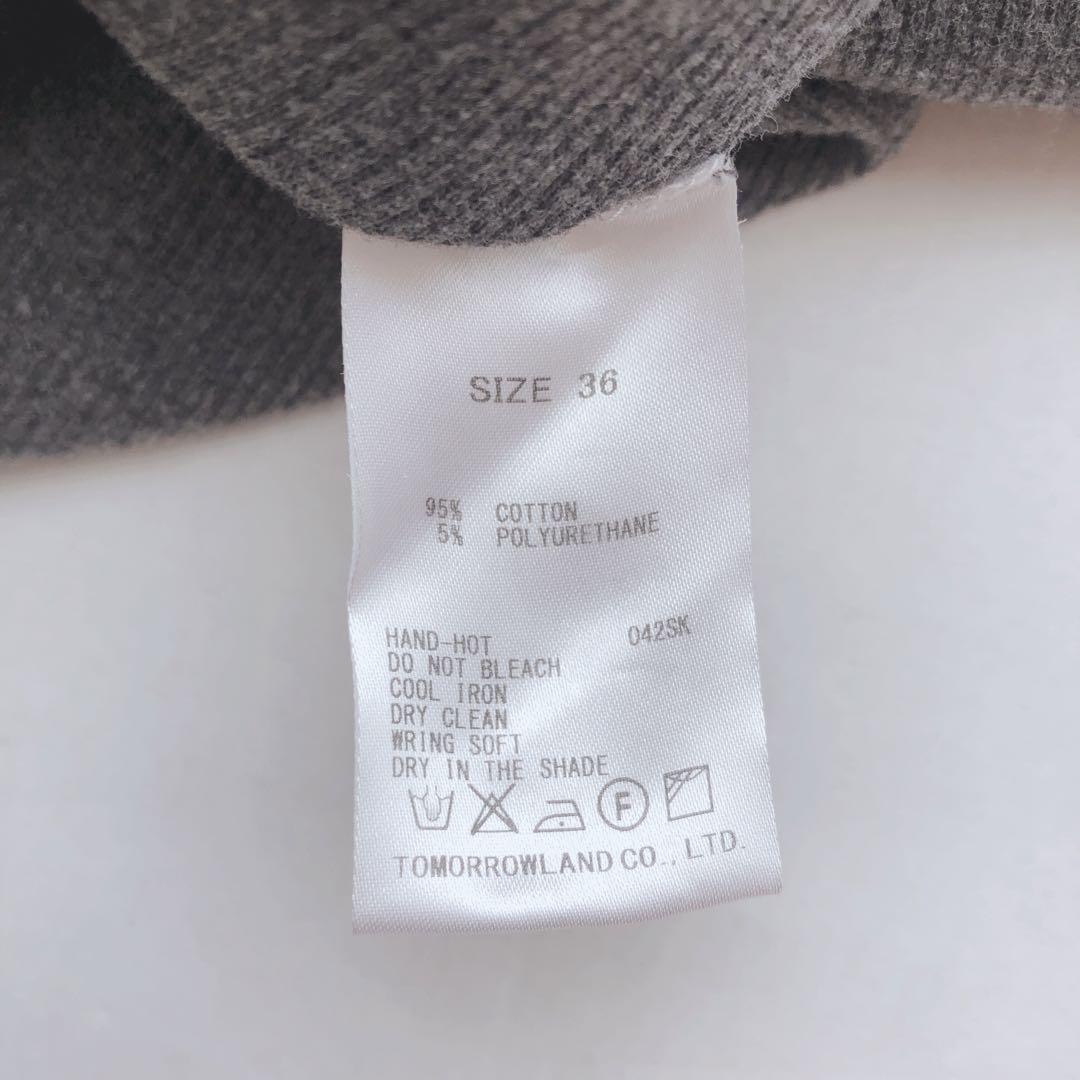 SIZE 36
95% COTTON
5% POLYURETHANE
HAND-HOT 042SK
DO NOT BLEACH
COOL IRON
DRY CLEAN
WRING SOFT
DRY IN THE SHADE
F
TOMORROWLAND CO., LTD.